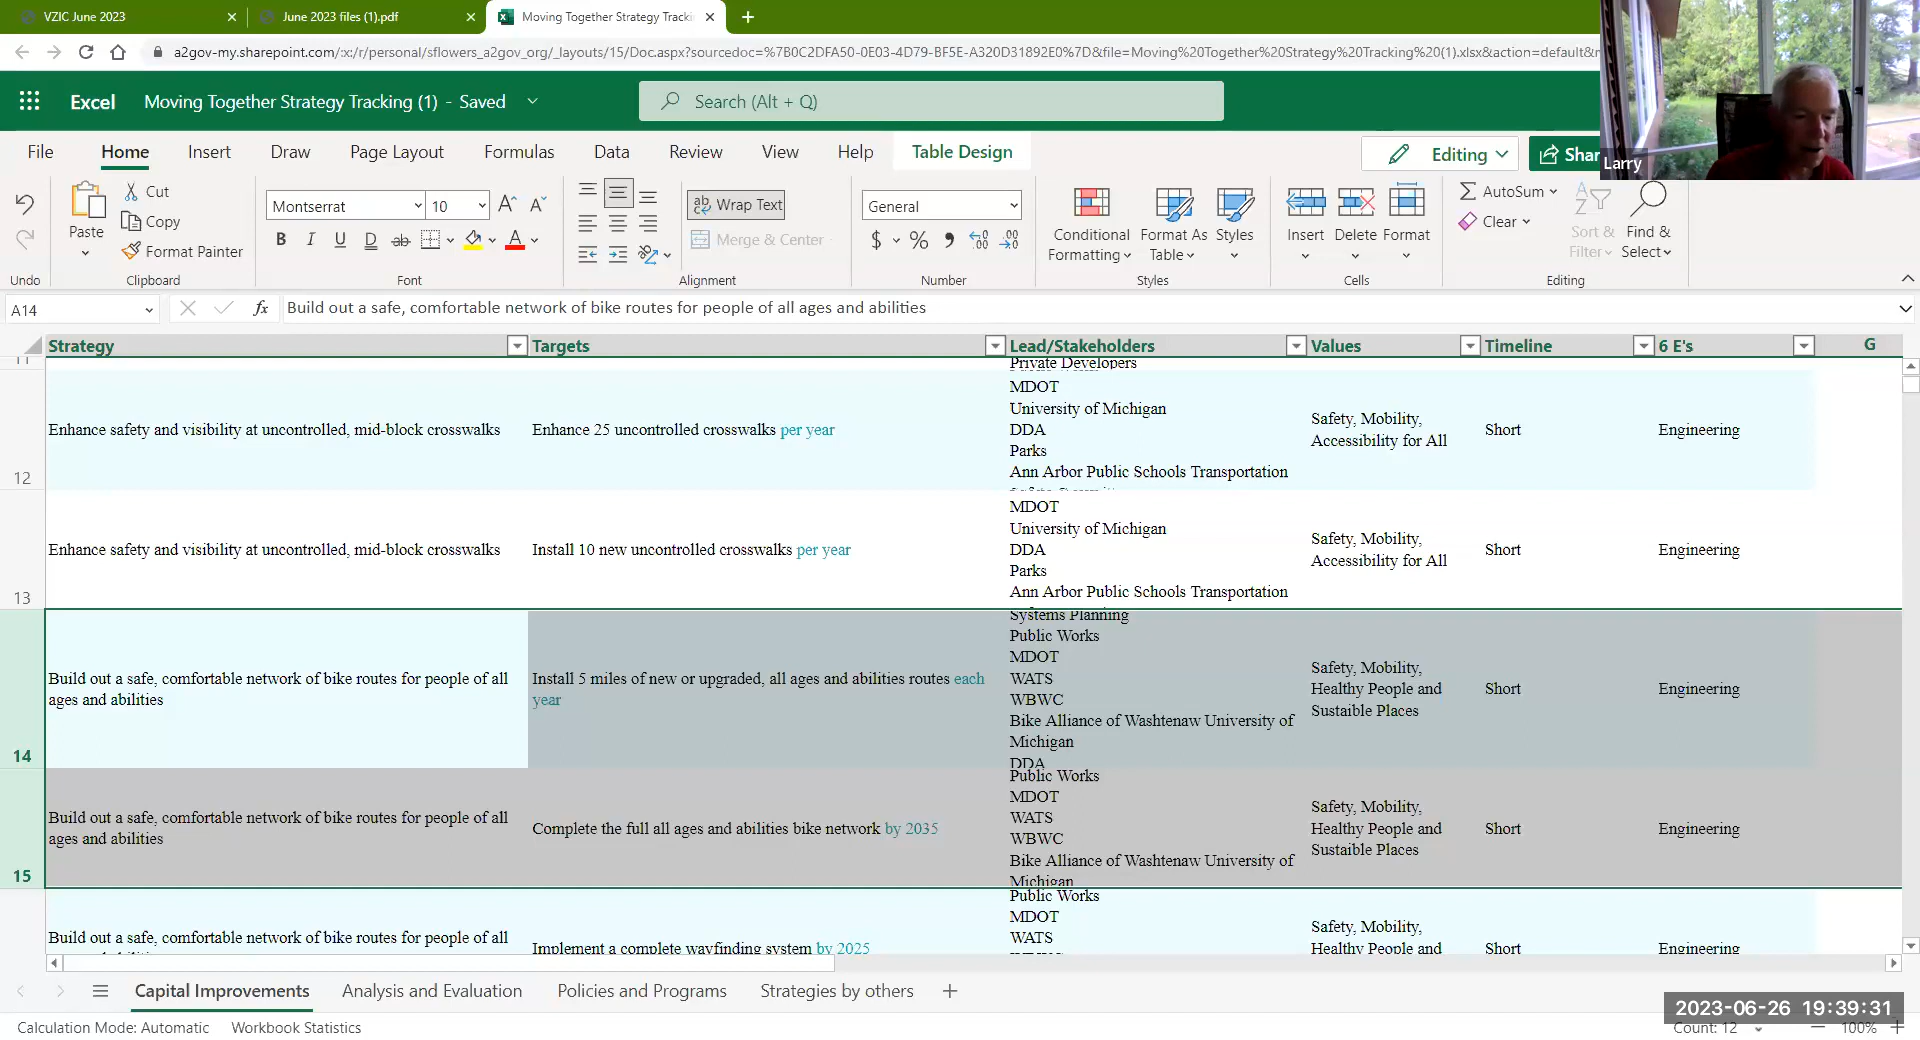 VZIC June 2023
June 2023 files (1).pdf
Moving Together Strategy Tracki
a2gov-my.sharepoint.com/:x:/r/personal/sflowers_a2gov_org/_layouts/15/Doc.aspx?sourcedoc=%7B0C2DFA50-0E03-4D79-BF5E-A320D31892E0%7D&file=Moving%20Together%20Strategy%20Tracking%20(1).xlsx&action=default&
Excel
Moving Together Strategy Tracking (1) - Saved
Search (Alt + Q)
Larry
File Home Insert Draw Page Layout Formulas Data Review View Help Table Design
Editing
Shar
Paste
Cut
Copy
Format Painter
Montserrat 10
B I U D ab A
ab Wrap Text
Merge & Center
General
$ %
Conditional Formatting
Format As Table
Styles
Insert Delete Format
AutoSum
Clear
Sort & Filter
Find & Select
Undo Clipboard Font Alignment Number Styles Cells Editing
A14
fx Build out a safe, comfortable network of bike routes for people of all ages and abilities
Strategy Targets Lead/Stakeholders Values Timeline 6 E's G
Private Developers
12
Enhance safety and visibility at uncontrolled, mid-block crosswalks
Enhance 25 uncontrolled crosswalks per year
MDOT
University of Michigan
DDA
Parks
Ann Arbor Public Schools Transportation
Safety, Mobility,
Accessibility for All
Short
Engineering
13
Enhance safety and visibility at uncontrolled, mid-block crosswalks
Install 10 new uncontrolled crosswalks per year
MDOT
University of Michigan
DDA
Parks
Ann Arbor Public Schools Transportation
Safety, Mobility,
Accessibility for All
Short
Engineering
14
Build out a safe, comfortable network of bike routes for people of all
ages and abilities
Install 5 miles of new or upgraded, all ages and abilities routes each
year
Systems Planning
Public Works
MDOT
WATS
WBWC
Bike Alliance of Washtenaw University of
Michigan
DDA
Safety, Mobility,
Healthy People and
Sustaible Places
Short
Engineering
15
Build out a safe, comfortable network of bike routes for people of all
ages and abilities
Complete the full all ages and abilities bike network by 2035
Public Works
MDOT
WATS
WBWC
Bike Alliance of Washtenaw University of
Michigan
Safety, Mobility,
Healthy People and
Sustaible Places
Short
Engineering
Build out a safe, comfortable network of bike routes for people of all
Implement a complete wayfinding system by 2025
Public Works
MDOT
WATS
Safety, Mobility,
Healthy People and
Short
Engineering
Capital Improvements Analysis and Evaluation Policies and Programs Strategies by others
2023-06-26 19:39:31
Calculation Mode: Automatic Workbook Statistics
Count: 12 100%